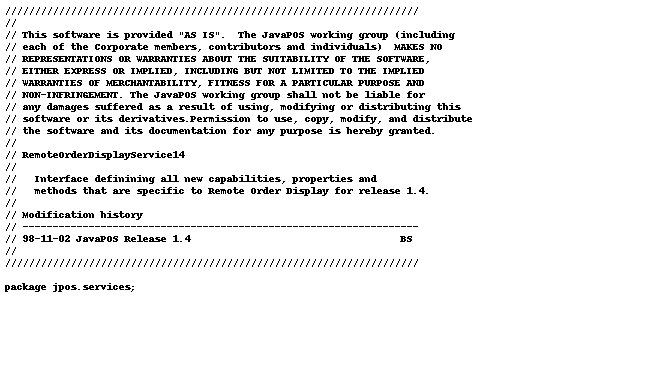 //////////////////////////////////////////////////////////////////////
//
// This software is provided "AS IS".  The JavaPOS working group (including
// each of the Corporate members, contributors and individuals)  MAKES NO
// REPRESENTATIONS OR WARRANTIES ABOUT THE SUITABILITY OF THE SOFTWARE,
// EITHER EXPRESS OR IMPLIED, INCLUDING BUT NOT LIMITED TO THE IMPLIED
// WARRANTIES OF MERCHANTABILITY, FITNESS FOR A PARTICULAR PURPOSE AND
// NON-INFRINGEMENT. The JavaPOS working group shall not be liable for
// any damages suffered as a result of using, modifying or distributing this
// software or its derivatives.Permission to use, copy, modify, and distribute
// the software and its documentation for any purpose is hereby granted.
//
// RemoteOrderDisplayService14
//
//   Interface definining all new capabilities, properties and
//   methods that are specific to Remote Order Display for release 1.4.
//
// Modification history
// ------------------------------------------------------------------
// 98-11-02 JavaPOS Release 1.4                                   BS
//
//////////////////////////////////////////////////////////////////////
package jpos.services;